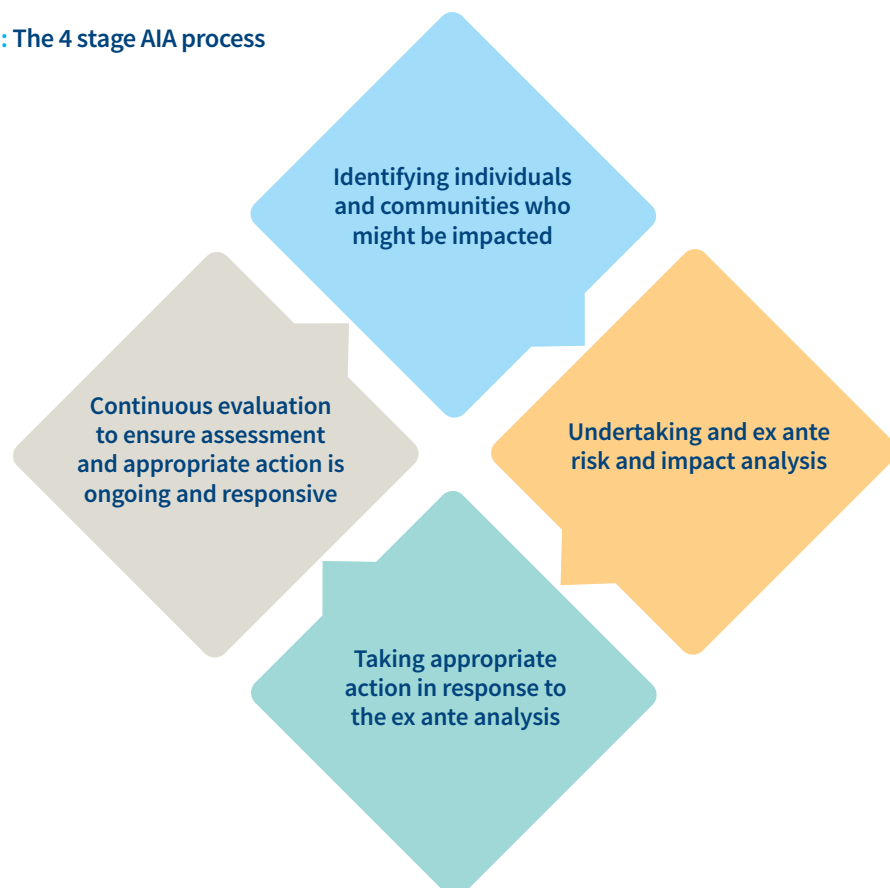 : The 4 stage AIA process
Identifying individuals
and communities who
might be impacted
Undertaking and ex ante
risk and impact analysis
Taking appropriate
action in response to
the ex ante analysis
Continuous evaluation
to ensure assessment
and appropriate action is
ongoing and responsive